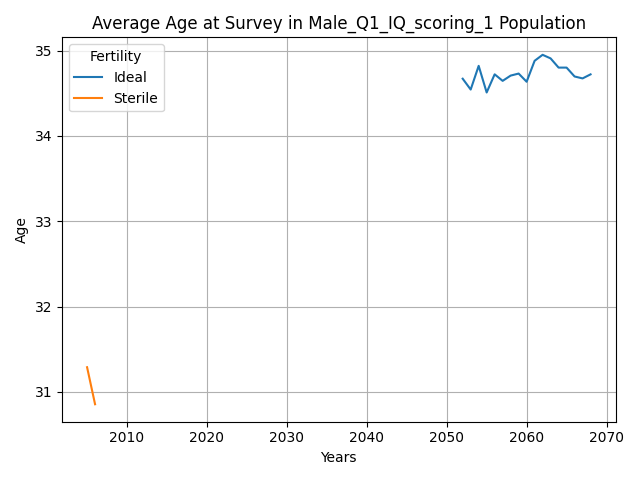 Average Age at Survey in Male_Q1_IQ_scoring_1 Population
Fertility
Ideal
Sterile
35
34
33
32
31
Age
2010 2020 2030 2040 2050 2060 2070
Years